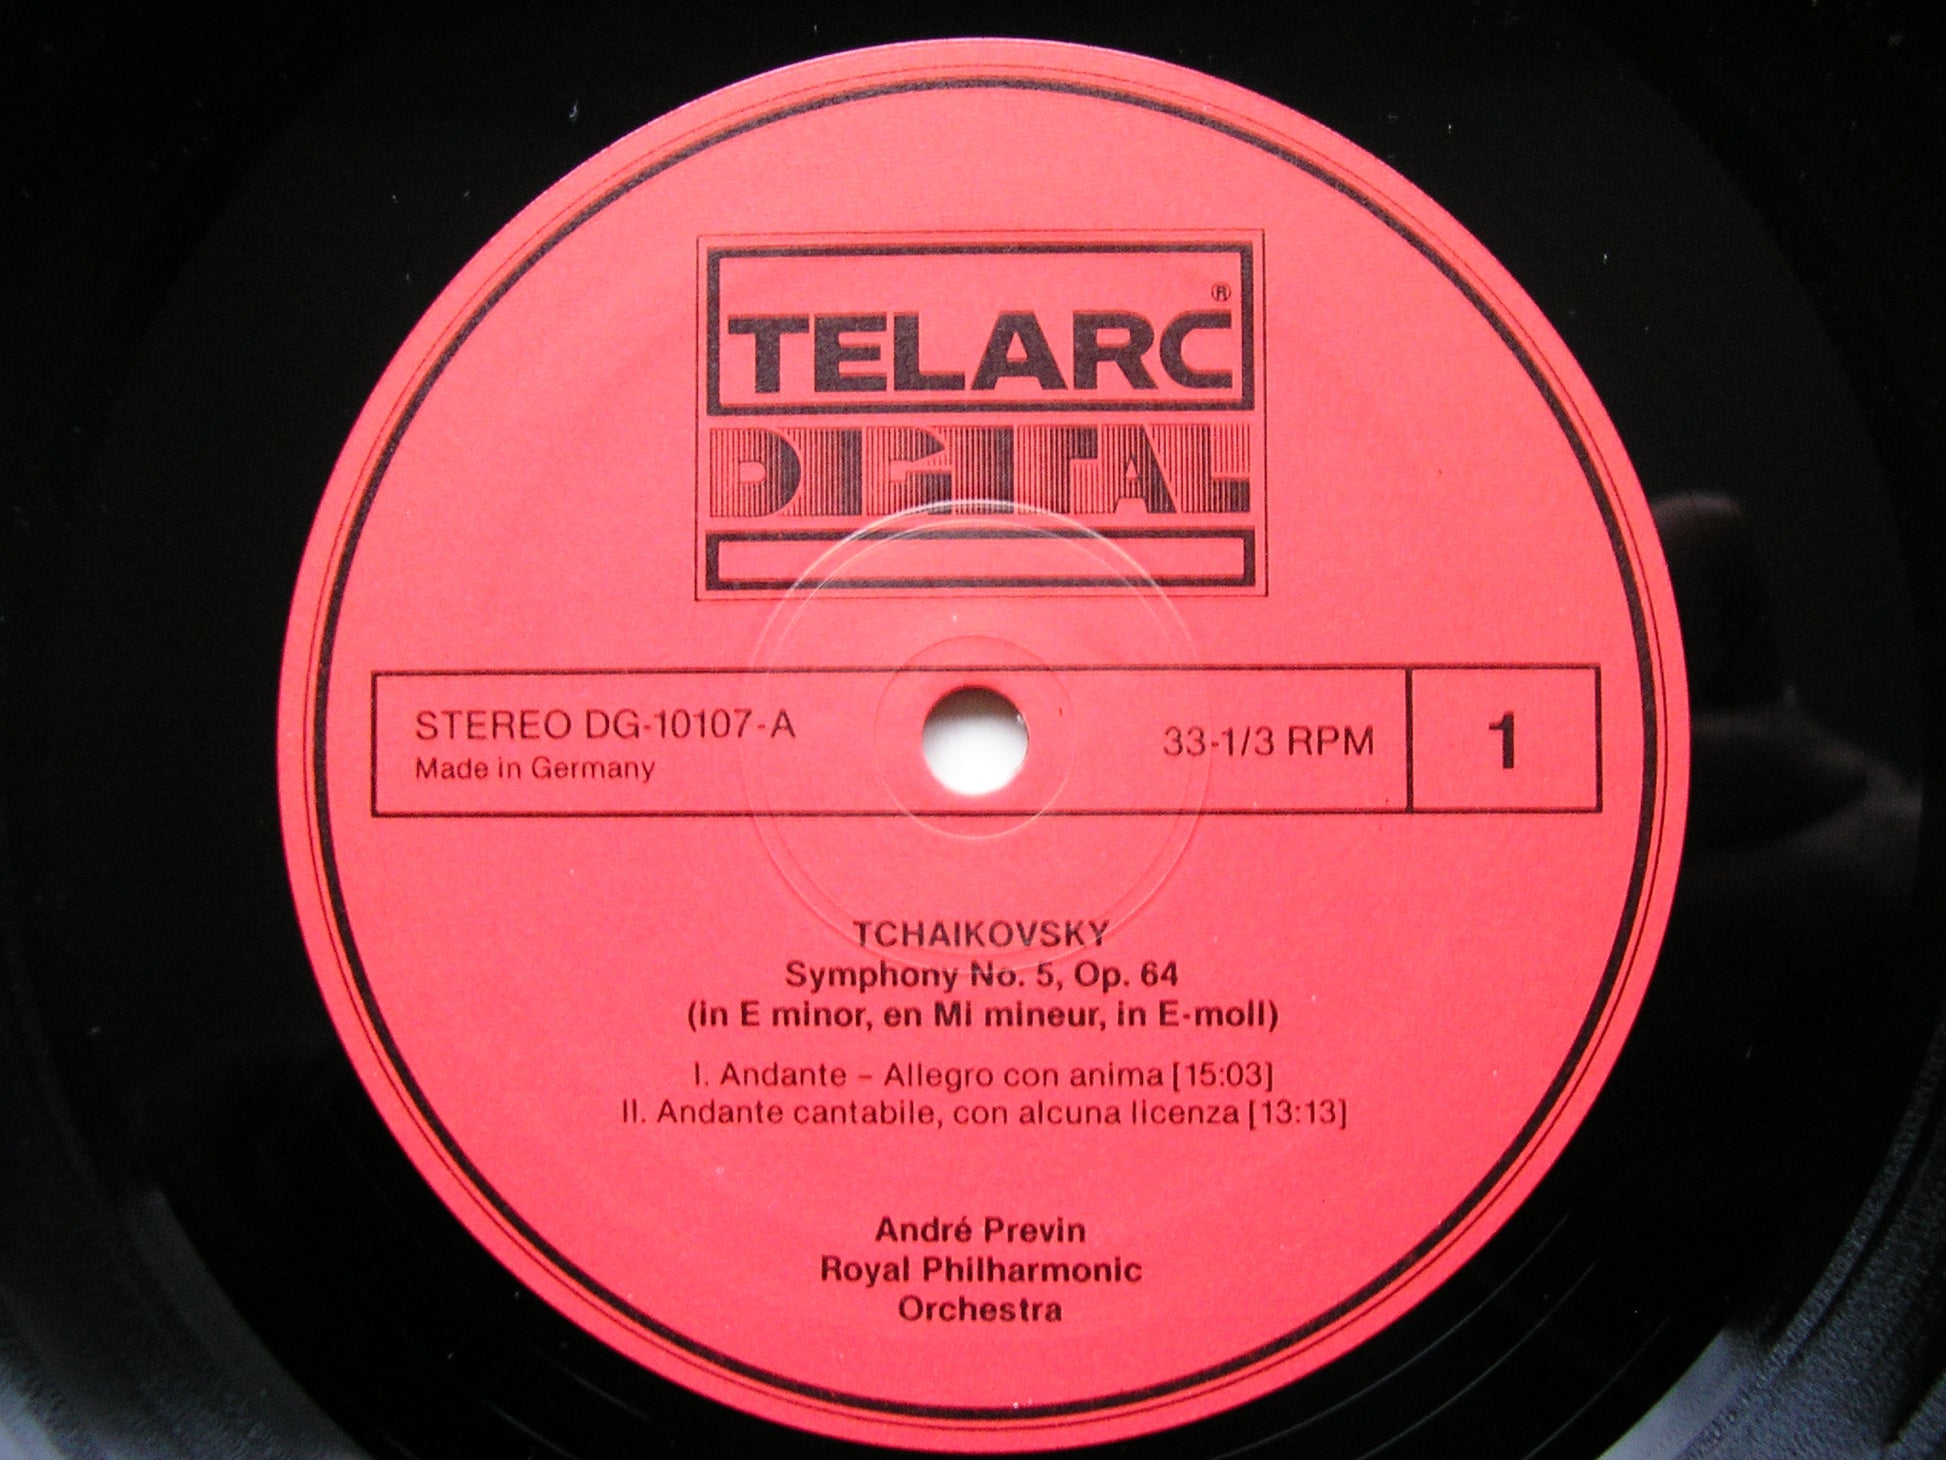 TELARC®
DIGITAL
STEREO DG-10107-A
Made in Germany
33-1/3 RPM
1
TCHAIKOVSKY
Symphony No. 5, Op. 64
(in E minor, en Mi mineur, in E-moll)
I. Andante – Allegro con anima [15:03]
II. Andante cantabile, con alcuna licenza [13:13]
André Previn
Royal Philharmonic
Orchestra